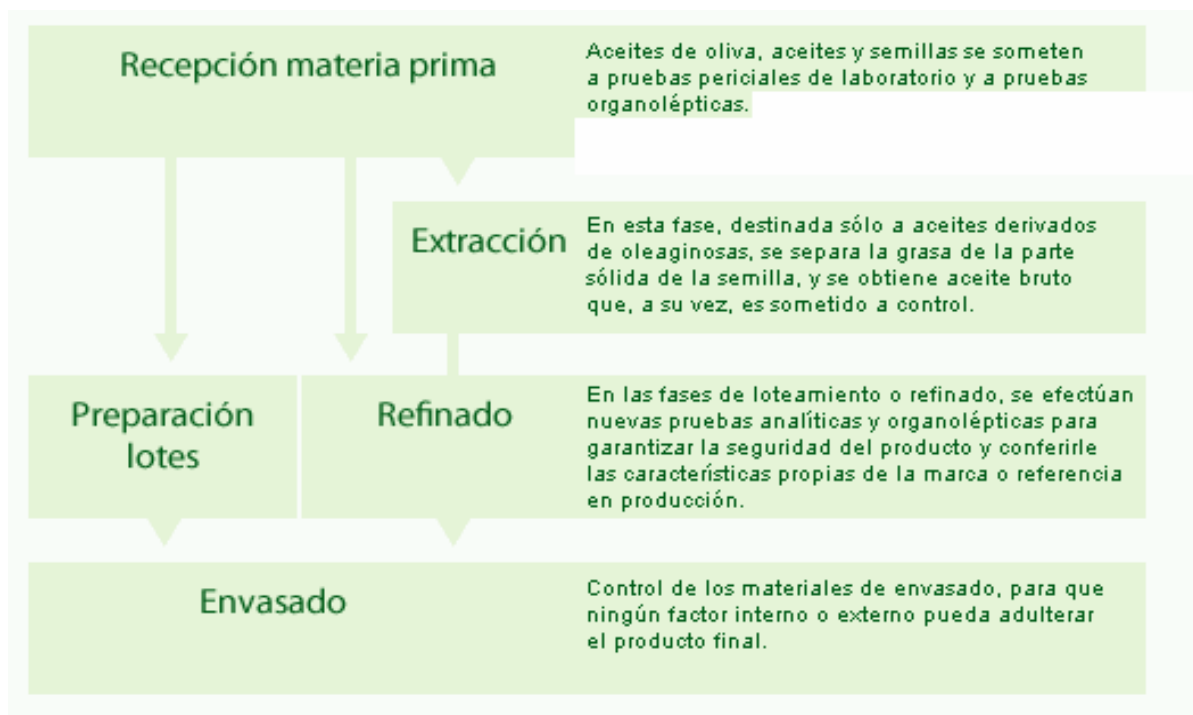 Recepción materia prima
Aceites de oliva, aceites y semillas se someten
a pruebas periciales de laboratorio y a pruebas
organolépticas.
Extracción
En esta fase, destinada sólo a aceites derivados
de oleaginosas, se separa la grasa de la parte
sólida de la semilla, y se obtiene aceite bruto
que, a su vez, es sometido a control.
Preparación
lotes
Refinado
En las fases de loteamiento o refinado, se efectúan
nuevas pruebas analíticas y organolépticas para
garantizar la seguridad del producto y conferirle
las características propias de la marca o referencia
en producción.
Envasado
Control de los materiales de envasado, para que
ningún factor interno o externo pueda adulterar
el producto final.